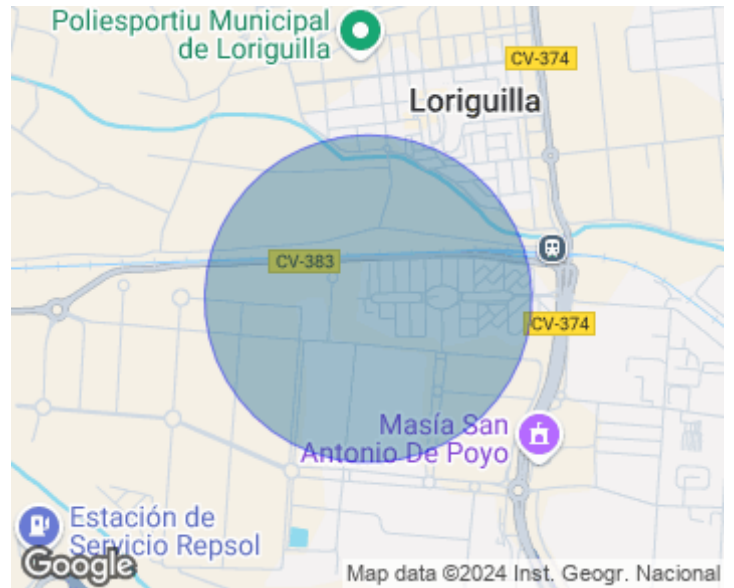 Poliesportiu Municipal
de Loriguilla
CV-374
Loriguilla
CV-383
CV-374
Masía San
Antonio De Poyo
Estación de
Servicio Repsol
Google
Map data ©2024 Inst. Geogr. Nacional